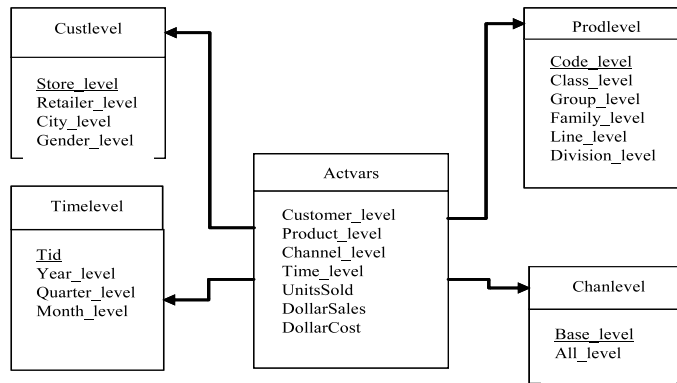 Custlevel
Store_level
Retailer_level
City_level
Gender_level
Prodlevel
Code_level
Class_level
Group_level
Family_level
Line_level
Division_level
Actvars
Customer_level
Product_level
Channel_level
Time_level
UnitsSold
DollarSales
DollarCost
Timelevel
Tid
Year_level
Quarter_level
Month_level
Chanlevel
Base_level
All_level